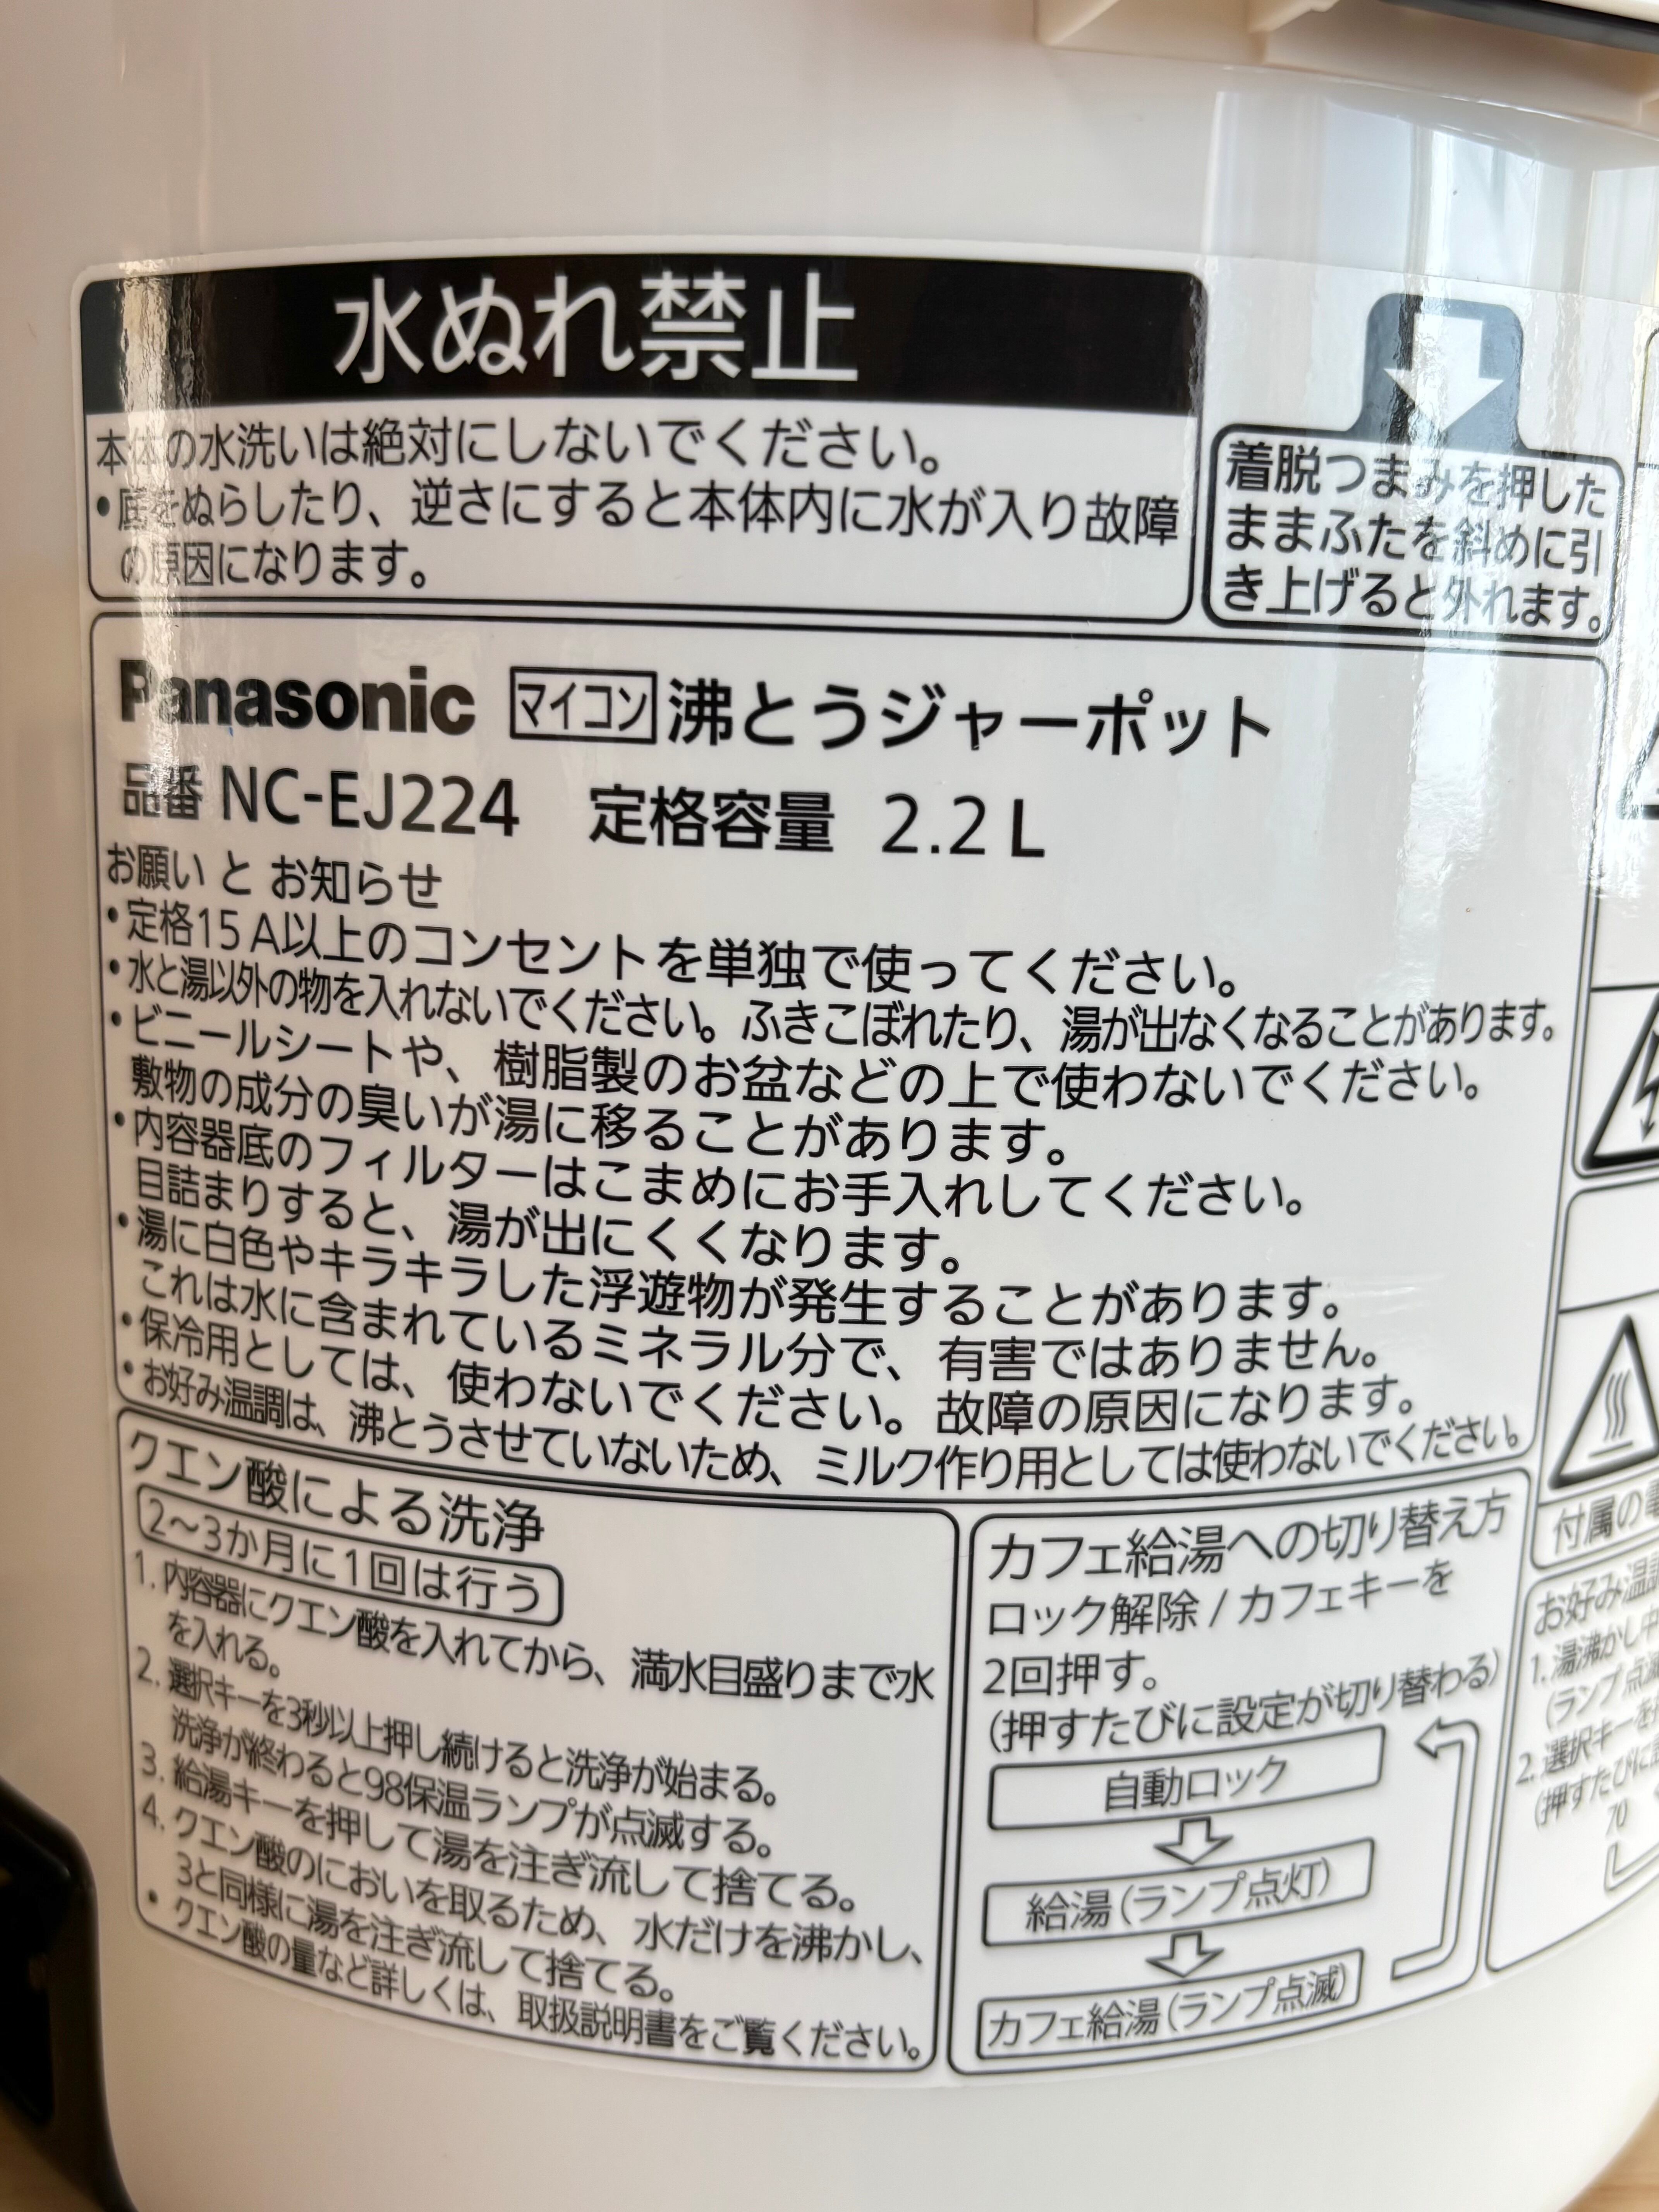 水ぬれ禁止
本体の水洗いは絶対にしないでください。
•底をぬらしたり、逆さにすると本体内に水が入り故障
の原因になります。
着脱つまみを押した
ままふたを斜めに引
き上げると外れます。
Panasonic マイコン 沸とうジャーポット
品番 NC-EJ224 定格容量 2.2L
お願い と お知らせ
•定格15A以上のコンセントを単独で使ってください。
•水と湯以外の物を入れないでください。ふきこぼれたり、湯が出なくなることがあります。
•ビニールシートや、樹脂製のお盆などの上で使わないでください。
敷物の成分の臭いが湯に移ることがあります。
•内容器底のフィルターはこまめにお手入れしてください。
目詰まりすると、湯が出にくくなります。
•湯に白色やキラキラした浮遊物が発生することがあります。
これは水に含まれているミネラル分で、有害ではありません。
•保冷用としては、使わないでください。故障の原因になります。
•お好み温調は、沸とうさせていないため、ミルク作り用としては使わないでください。
クエン酸による洗浄
2〜3か月に1回は行う
1. 内容器にクエン酸を入れてから、満水目盛りまで水
を入れる。
2. 選択キーを3秒以上押し続けると洗浄が始まる。
洗浄が終わると98保温ランプが点滅する。
3. 給湯キーを押して湯を注ぎ流して捨てる。
4. クエン酸のにおいを取るため、水だけを沸かし、
3と同様に湯を注ぎ流して捨てる。
• クエン酸の量など詳しくは、取扱説明書をご覧ください。
カフェ給湯への切り替え方
ロック解除 / カフェキーを
2回押す。
(押すたびに設定が切り替わる)
自動ロック
給湯(ランプ点灯)
カフェ給湯(ランプ点滅)
付属の
お好み温
1. 湯沸かし中
(ランプ点
2. 選択キーを
(押すたびに
70